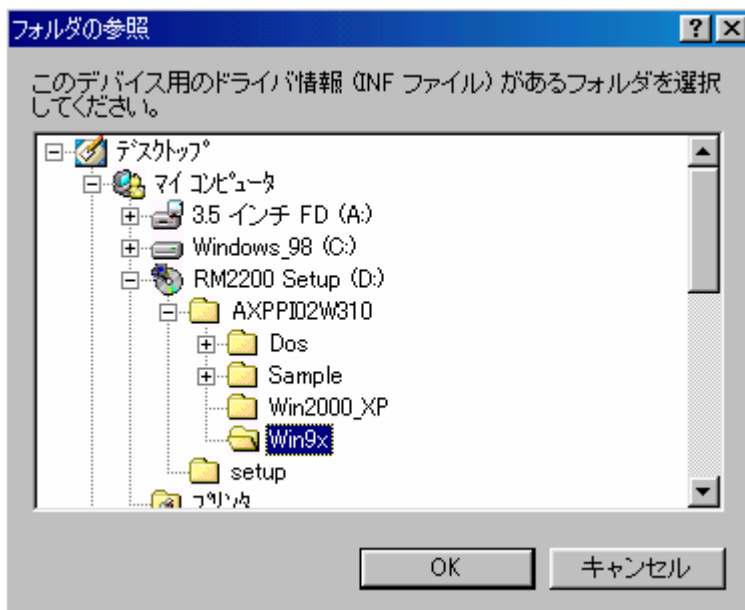 フォルダの参照
このデバイス用のドライバ情報 (INF ファイル) があるフォルダを選択
してください。
デスクトップ
マイ コンピュータ
3.5 インチ FD (A:)
Windows_98 (C:)
RM2200 Setup (D:)
AXPPI02W310
Dos
Sample
Win2000_XP
Win9x
setup
プリンタ
OK
キャンセル